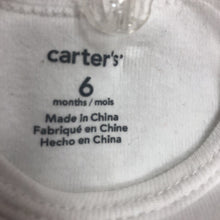 carter's
6
months / mois
Made in China
Fabriqué en Chine
Hecho en China